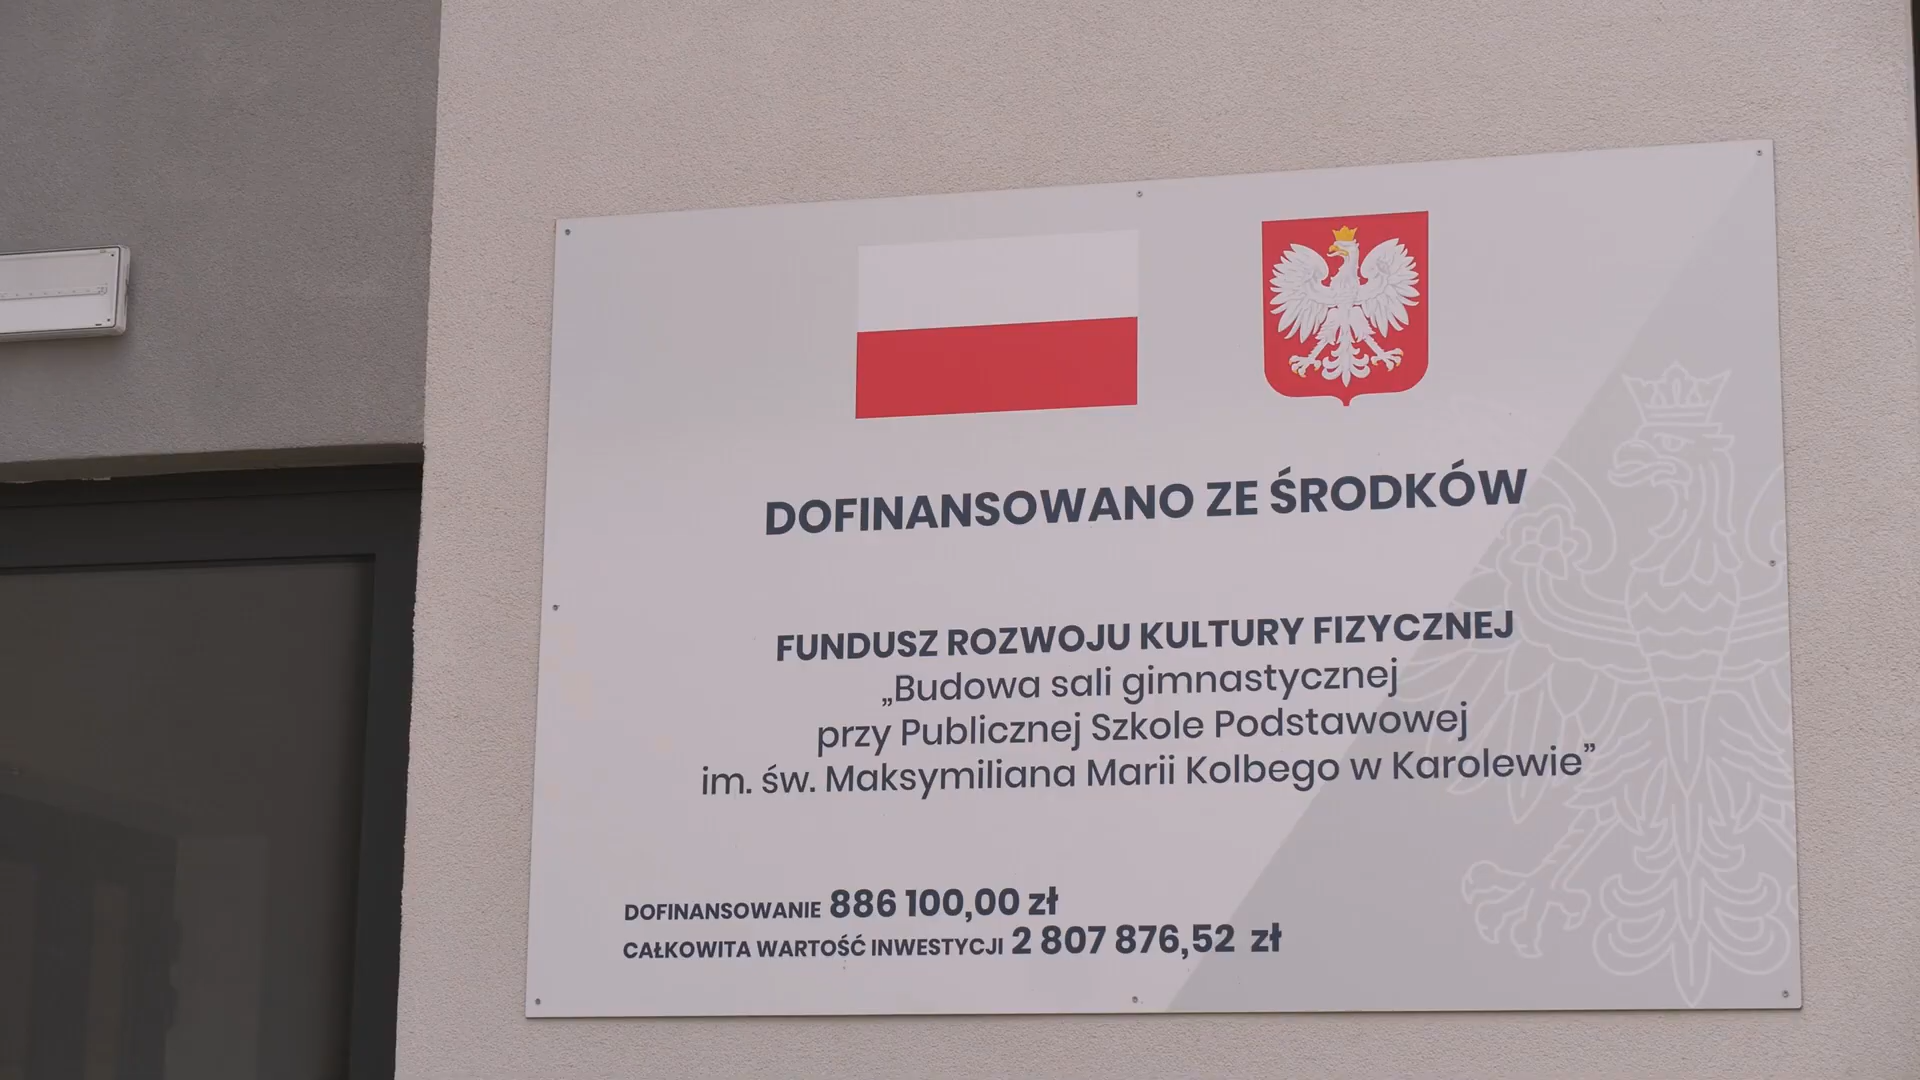 DOFINANSOWANO ZE ŚRODKÓW
FUNDUSZ ROZWOJU KULTURY FIZYCZNEJ
„Budowa sali gimnastycznej
przy Publicznej Szkole Podstawowej
im. św. Maksymiliana Marii Kolbego w Karolewie”
DOFINANSOWANIE 886 100,00 zł
CAŁKOWITA WARTOŚĆ INWESTYCJI 2 807 876,52 zł